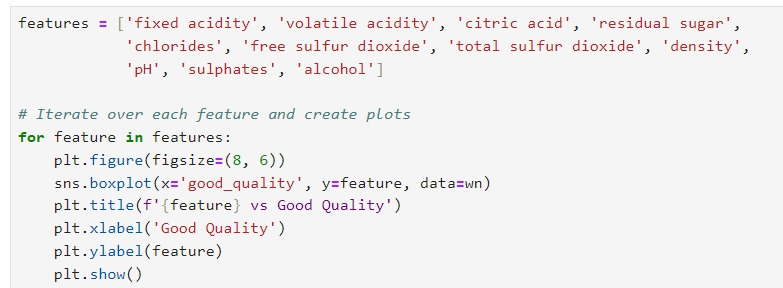 features = ['fixed acidity', 'volatile acidity', 'citric acid', 'residual sugar',
            'chlorides', 'free sulfur dioxide', 'total sulfur dioxide', 'density',
            'pH', 'sulphates', 'alcohol']

# Iterate over each feature and create plots
for feature in features:
    plt.figure(figsize=(8, 6))
    sns.boxplot(x='good_quality', y=feature, data=wn)
    plt.title(f'{feature} vs Good Quality')
    plt.xlabel('Good Quality')
    plt.ylabel(feature)
    plt.show()